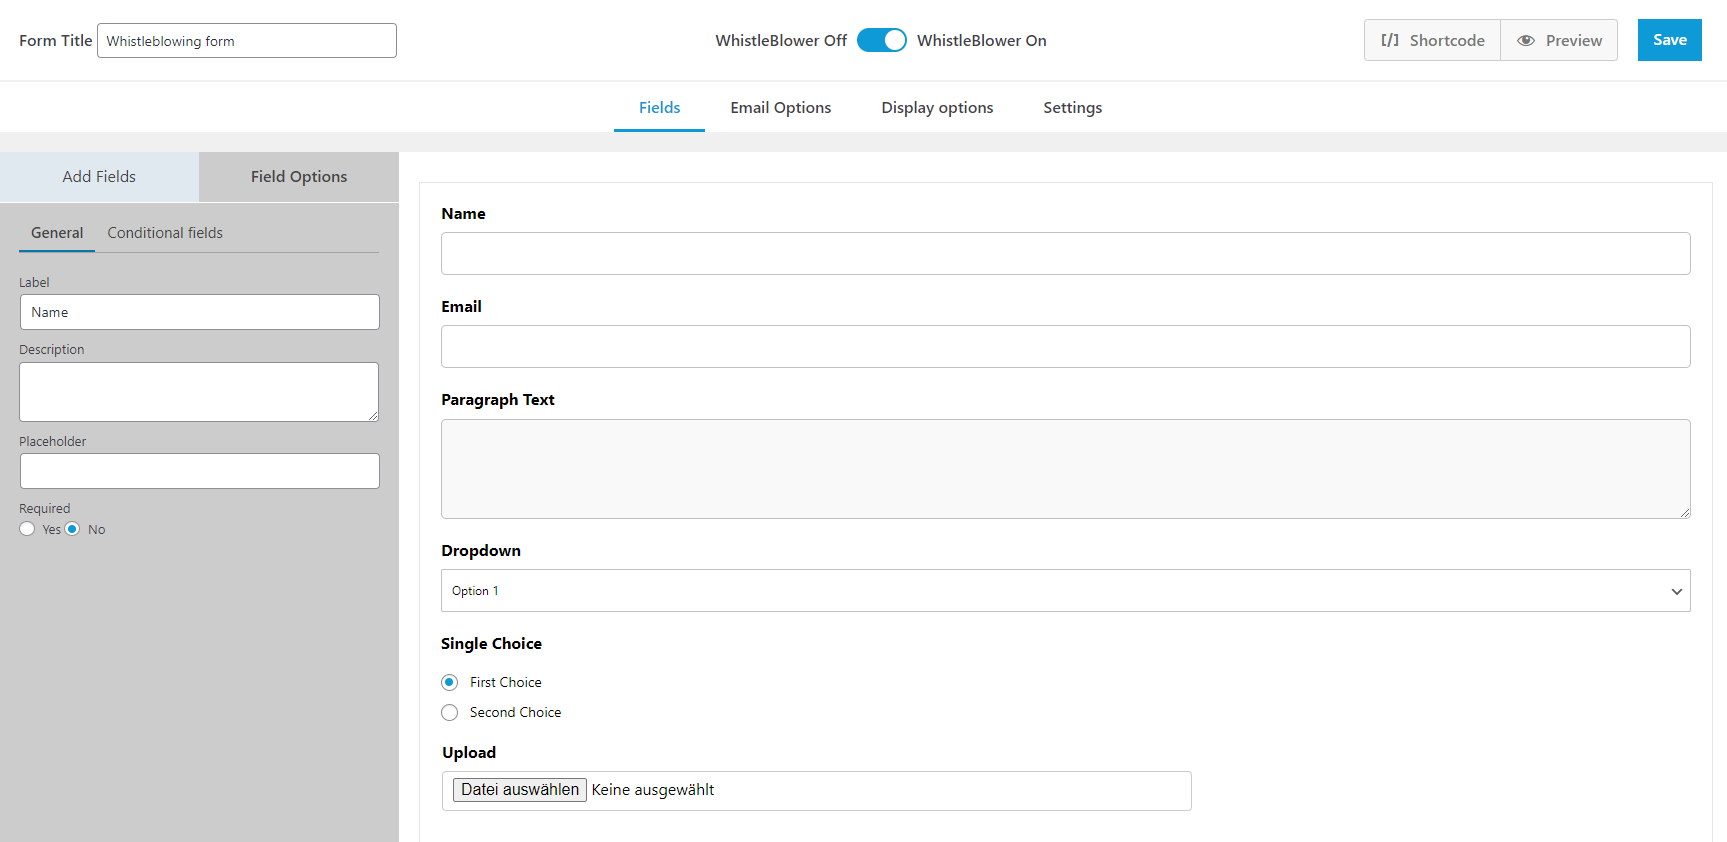 Form Title Whistleblowing form WhistleBlower Off WhistleBlower On [/] Shortcode Preview Save
Fields Email Options Display options Settings
Add Fields Field Options
General Conditional fields
Label
Name
Description
Placeholder
Required
Yes No
Name
Email
Paragraph Text
Dropdown
Option 1
Single Choice
First Choice
Second Choice
Upload
Datei auswählen Keine ausgewählt